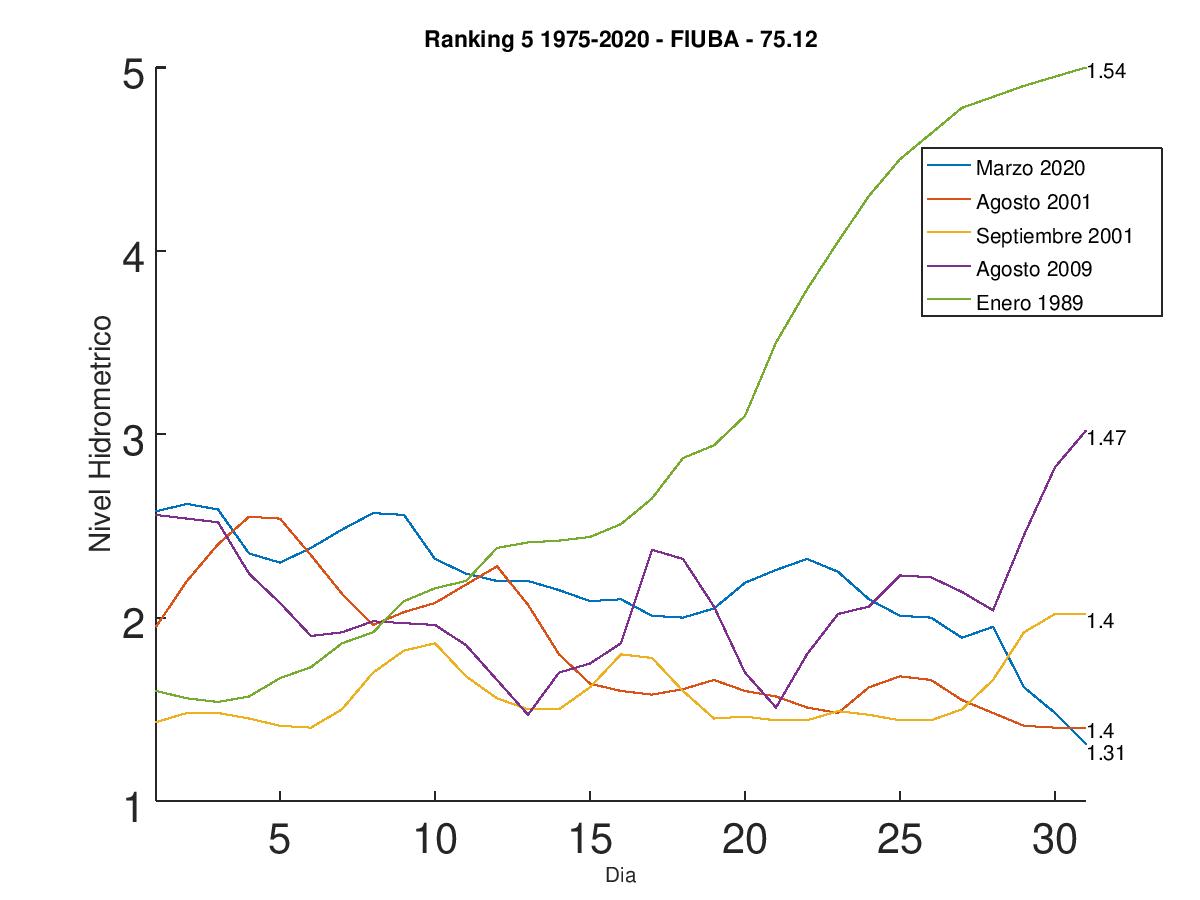 Ranking 5 1975-2020 - FIUBA - 75.12
5
4
3
2
1
Nivel Hidrometrico
1.54
1.47
1.4
1.4
1.31
Marzo 2020
Agosto 2001
Septiembre 2001
Agosto 2009
Enero 1989
5 10 15 20 25 30
Dia